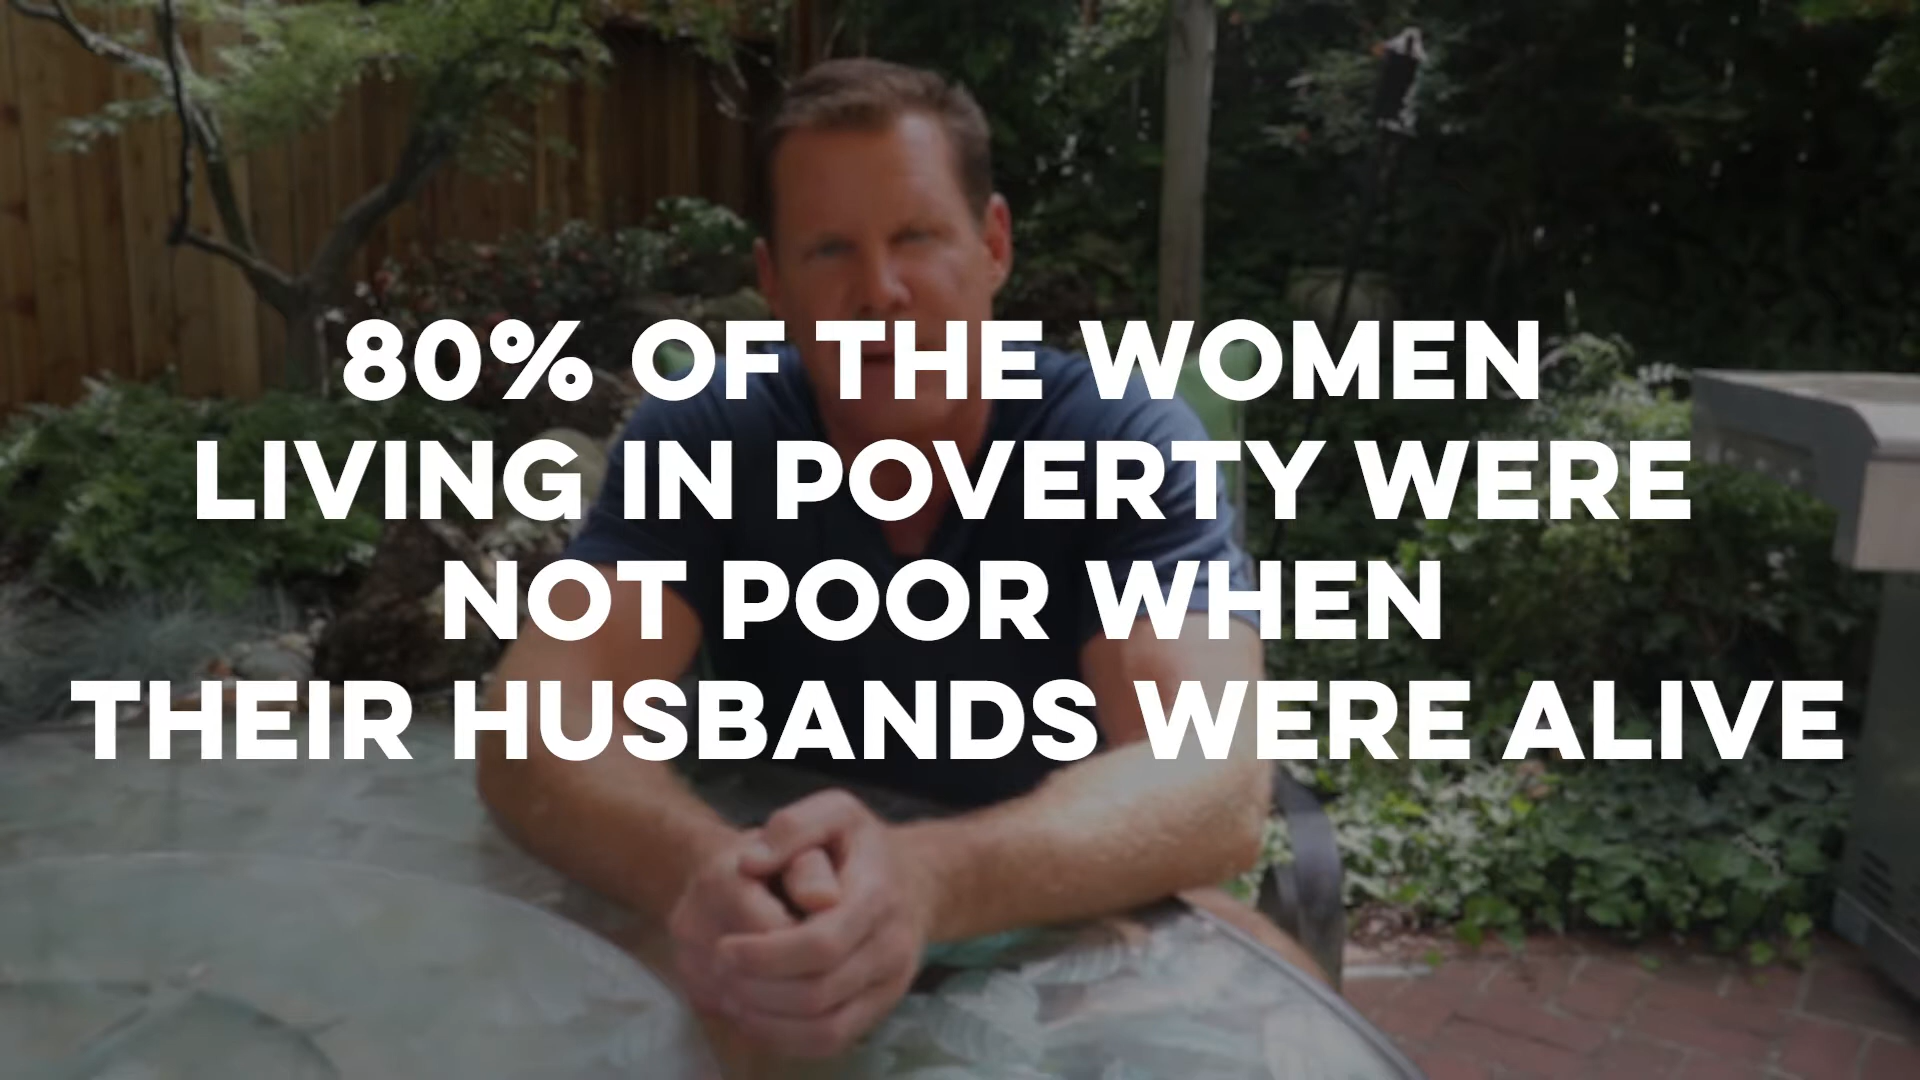 80% OF THE WOMEN
LIVING IN POVERTY WERE
NOT POOR WHEN
THEIR HUSBANDS WERE ALIVE